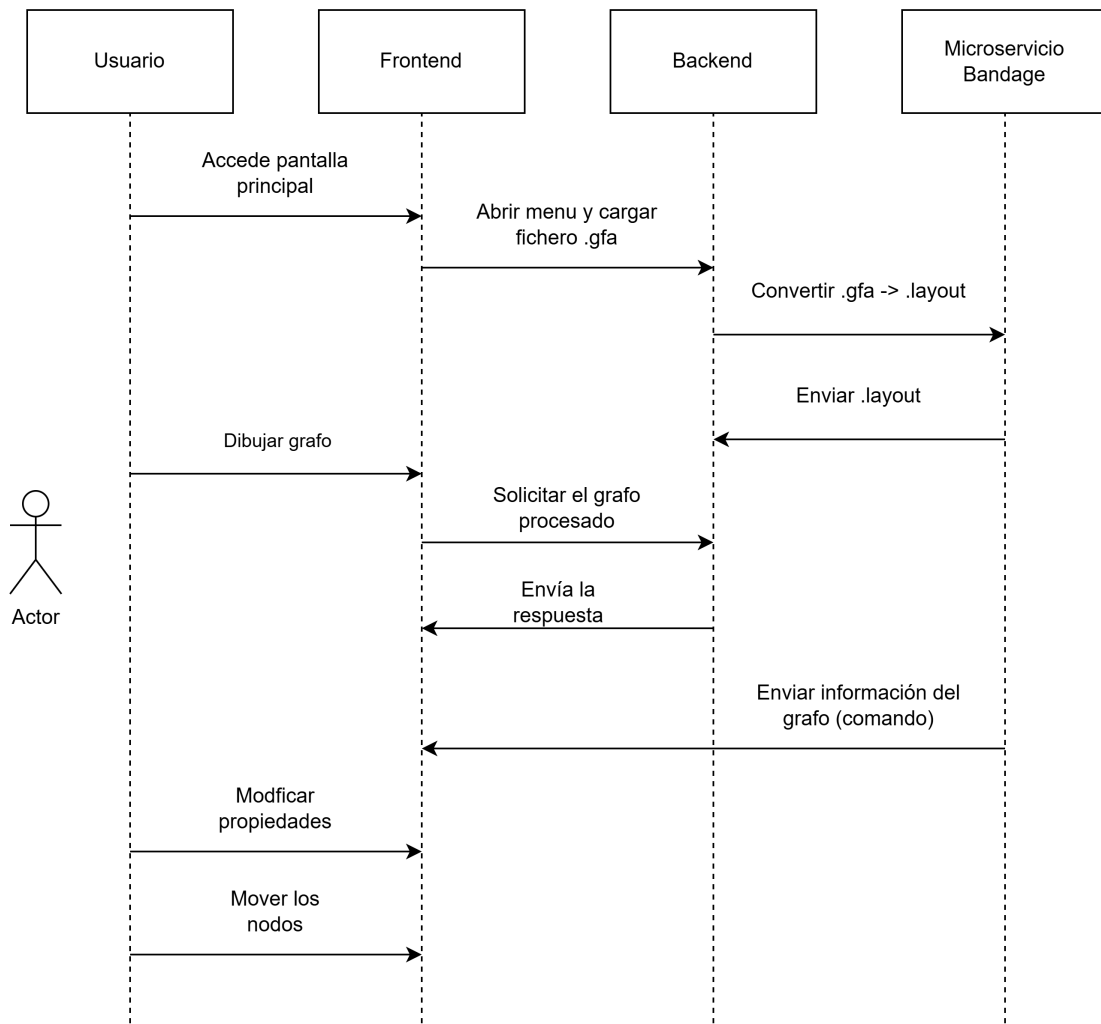 Usuario
Frontend
Backend
Microservicio
Bandage
Accede pantalla
principal
Abrir menu y cargar
fichero .gfa
Convertir .gfa -> .layout
Enviar .layout
Dibujar grafo
Solicitar el grafo
procesado
Envía la
respuesta
Actor
Enviar información del
grafo (comando)
Modficar
propiedades
Mover los
nodos